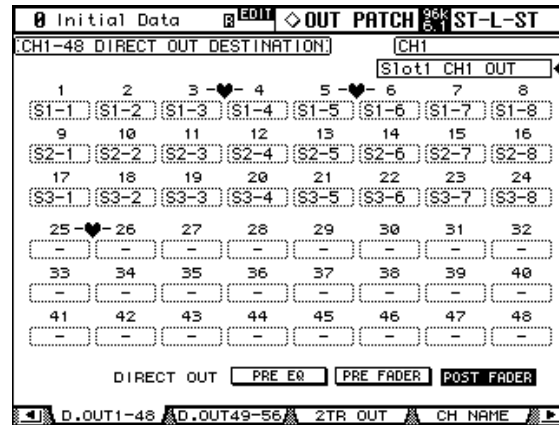 0 Initial Data R EDIT ◇OUT PATCH 96k 6.1 ST-L-ST
CH1-48 DIRECT OUT DESTINATION CH1
Slot1 CH1 OUT
1 2 3 -♥- 4 5 -♥- 6 7 8
S1-1 S1-2 S1-3 S1-4 S1-5 S1-6 S1-7 S1-8
9 10 11 12 13 14 15 16
S2-1 S2-2 S2-3 S2-4 S2-5 S2-6 S2-7 S2-8
17 18 19 20 21 22 23 24
S3-1 S3-2 S3-3 S3-4 S3-5 S3-6 S3-7 S3-8
25 -♥- 26 27 28 29 30 31 32
- - - - - - - -
33 34 35 36 37 38 39 40
- - - - - - - -
41 42 43 44 45 46 47 48
- - - - - - - -
DIRECT OUT PRE EQ PRE FADER POST FADER
D.OUT1-48 D.OUT49-56 2TR OUT CH NAME